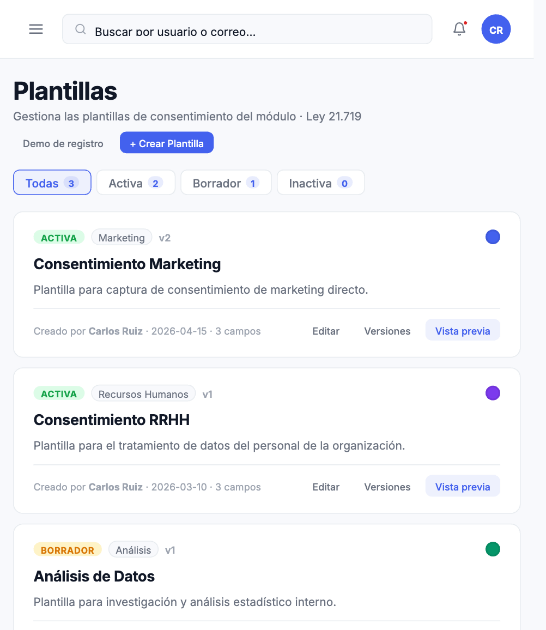 Buscar por usuario o correo...
CR
Plantillas
Gestiona las plantillas de consentimiento del módulo · Ley 21.719
Demo de registro + Crear Plantilla
Todas 3 Activa 2 Borrador 1 Inactiva 0
ACTIVA Marketing v2
Consentimiento Marketing
Plantilla para captura de consentimiento de marketing directo.
Creado por Carlos Ruiz · 2026-04-15 · 3 campos Editar Versiones Vista previa
ACTIVA Recursos Humanos v1
Consentimiento RRHH
Plantilla para el tratamiento de datos del personal de la organización.
Creado por Carlos Ruiz · 2026-03-10 · 3 campos Editar Versiones Vista previa
BORRADOR Análisis v1
Análisis de Datos
Plantilla para investigación y análisis estadístico interno.